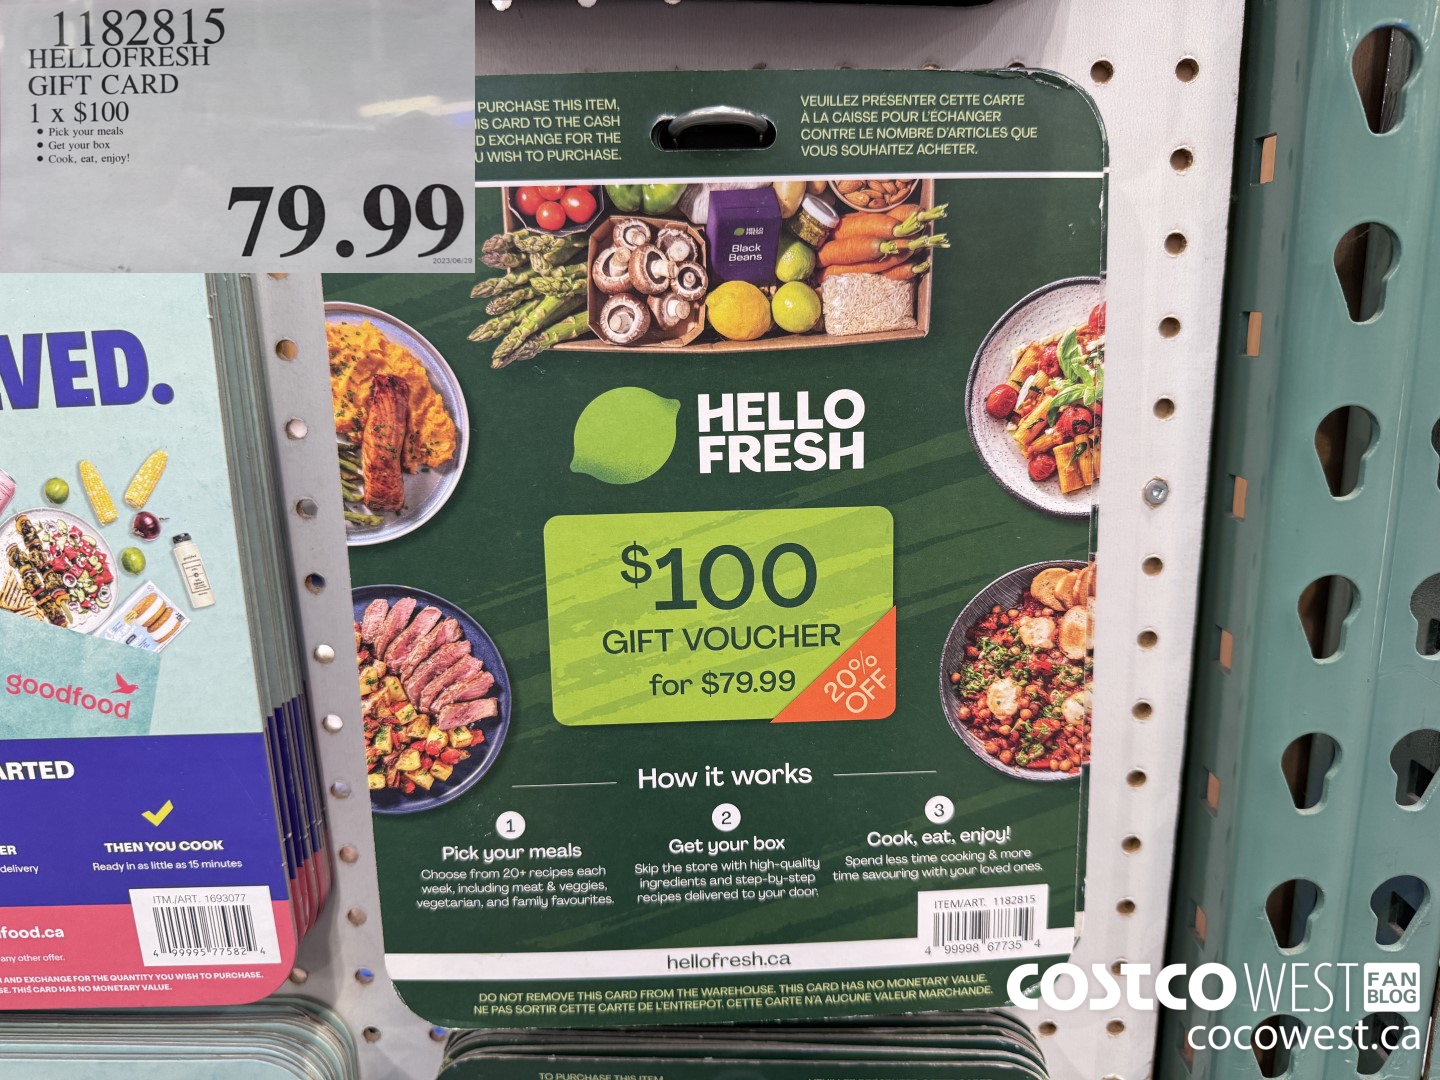 1182815
HELLOFRESH
GIFT CARD
1 x $100
• Pick your meals
• Get your box
• Cook, eat, enjoy!
79.99
2023/06/29
PURCHASE THIS ITEM,
IS CARD TO THE CASH
D EXCHANGE FOR THE
U WISH TO PURCHASE.
VEUILLEZ PRÉSENTER CETTE CARTE
À LA CAISSE POUR L'ÉCHANGER
CONTRE LE NOMBRE D'ARTICLES QUE
VOUS SOUHAITEZ ACHETER.
HELLO
FRESH
Black
Beans
HELLO
FRESH
$100
GIFT VOUCHER
for $79.99
20%
OFF
How it works
1
Pick your meals
Choose from 20+ recipes each
week, including meat & veggies,
vegetarian, and family favourites.
2
Get your box
Skip the store with high-quality
ingredients and step-by-step
recipes delivered to your door.
3
Cook, eat, enjoy!
Spend less time cooking & more
time savouring with your loved ones.
ITEM/ART. 1182815
4 99998 67735 4
hellofresh.ca
DO NOT REMOVE THIS CARD FROM THE WAREHOUSE. THIS CARD HAS NO MONETARY VALUE.
NE PAS SORTIR CETTE CARTE DE L'ENTREPOT. CETTE CARTE N'A AUCUNE VALEUR MARCHANDE.
TO PURCHASE THIS ITEM
VED.
goodfood
ARTED
ER
delivery
THEN YOU COOK
Ready in as little as 15 minutes
ITM./ART. 1693077
4 99995 77582 4
food.ca
any other offer.
AND EXCHANGE FOR THE QUANTITY YOU WISH TO PURCHASE.
SE. THIS CARD HAS NO MONETARY VALUE.
COSTCO WEST FAN
BLOG
cocowest.ca